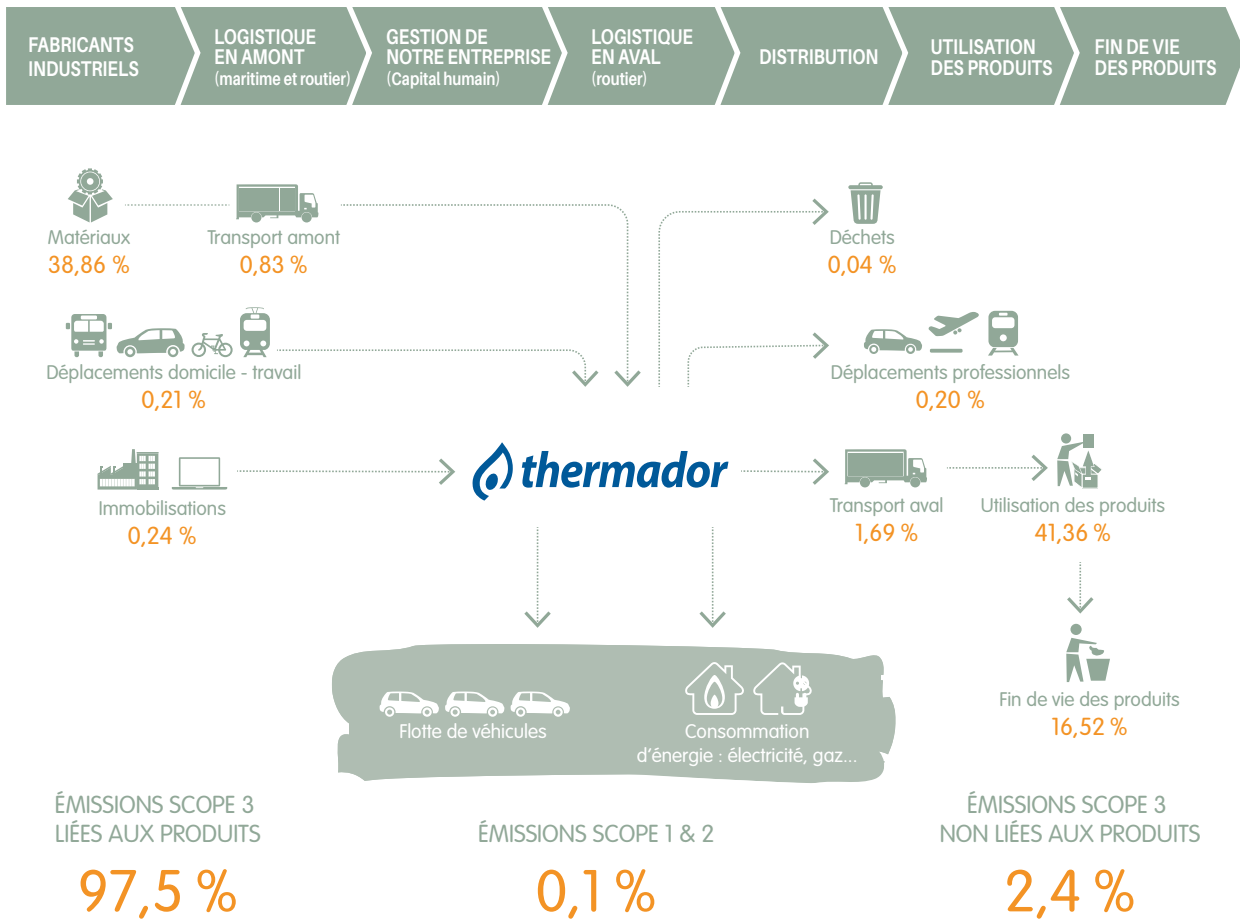 FABRICANTS
INDUSTRIELS
LOGISTIQUE
EN AMONT
(maritime et routier)
GESTION DE
NOTRE ENTREPRISE
(Capital humain)
LOGISTIQUE
EN AVAL
(routier)
DISTRIBUTION
UTILISATION
DES PRODUITS
FIN DE VIE
DES PRODUITS
Matériaux
38,86 %
Transport amont
0,83 %
Déchets
0,04 %
Déplacements domicile - travail
0,21 %
Déplacements professionnels
0,20 %
Immobilisations
0,24 %
thermador
Transport aval
1,69 %
Utilisation des produits
41,36 %
Flotte de véhicules
Consommation
d'énergie : électricité, gaz...
Fin de vie des produits
16,52 %
ÉMISSIONS SCOPE 3
LIÉES AUX PRODUITS
97,5 %
ÉMISSIONS SCOPE 1 & 2
0,1 %
ÉMISSIONS SCOPE 3
NON LIÉES AUX PRODUITS
2,4 %